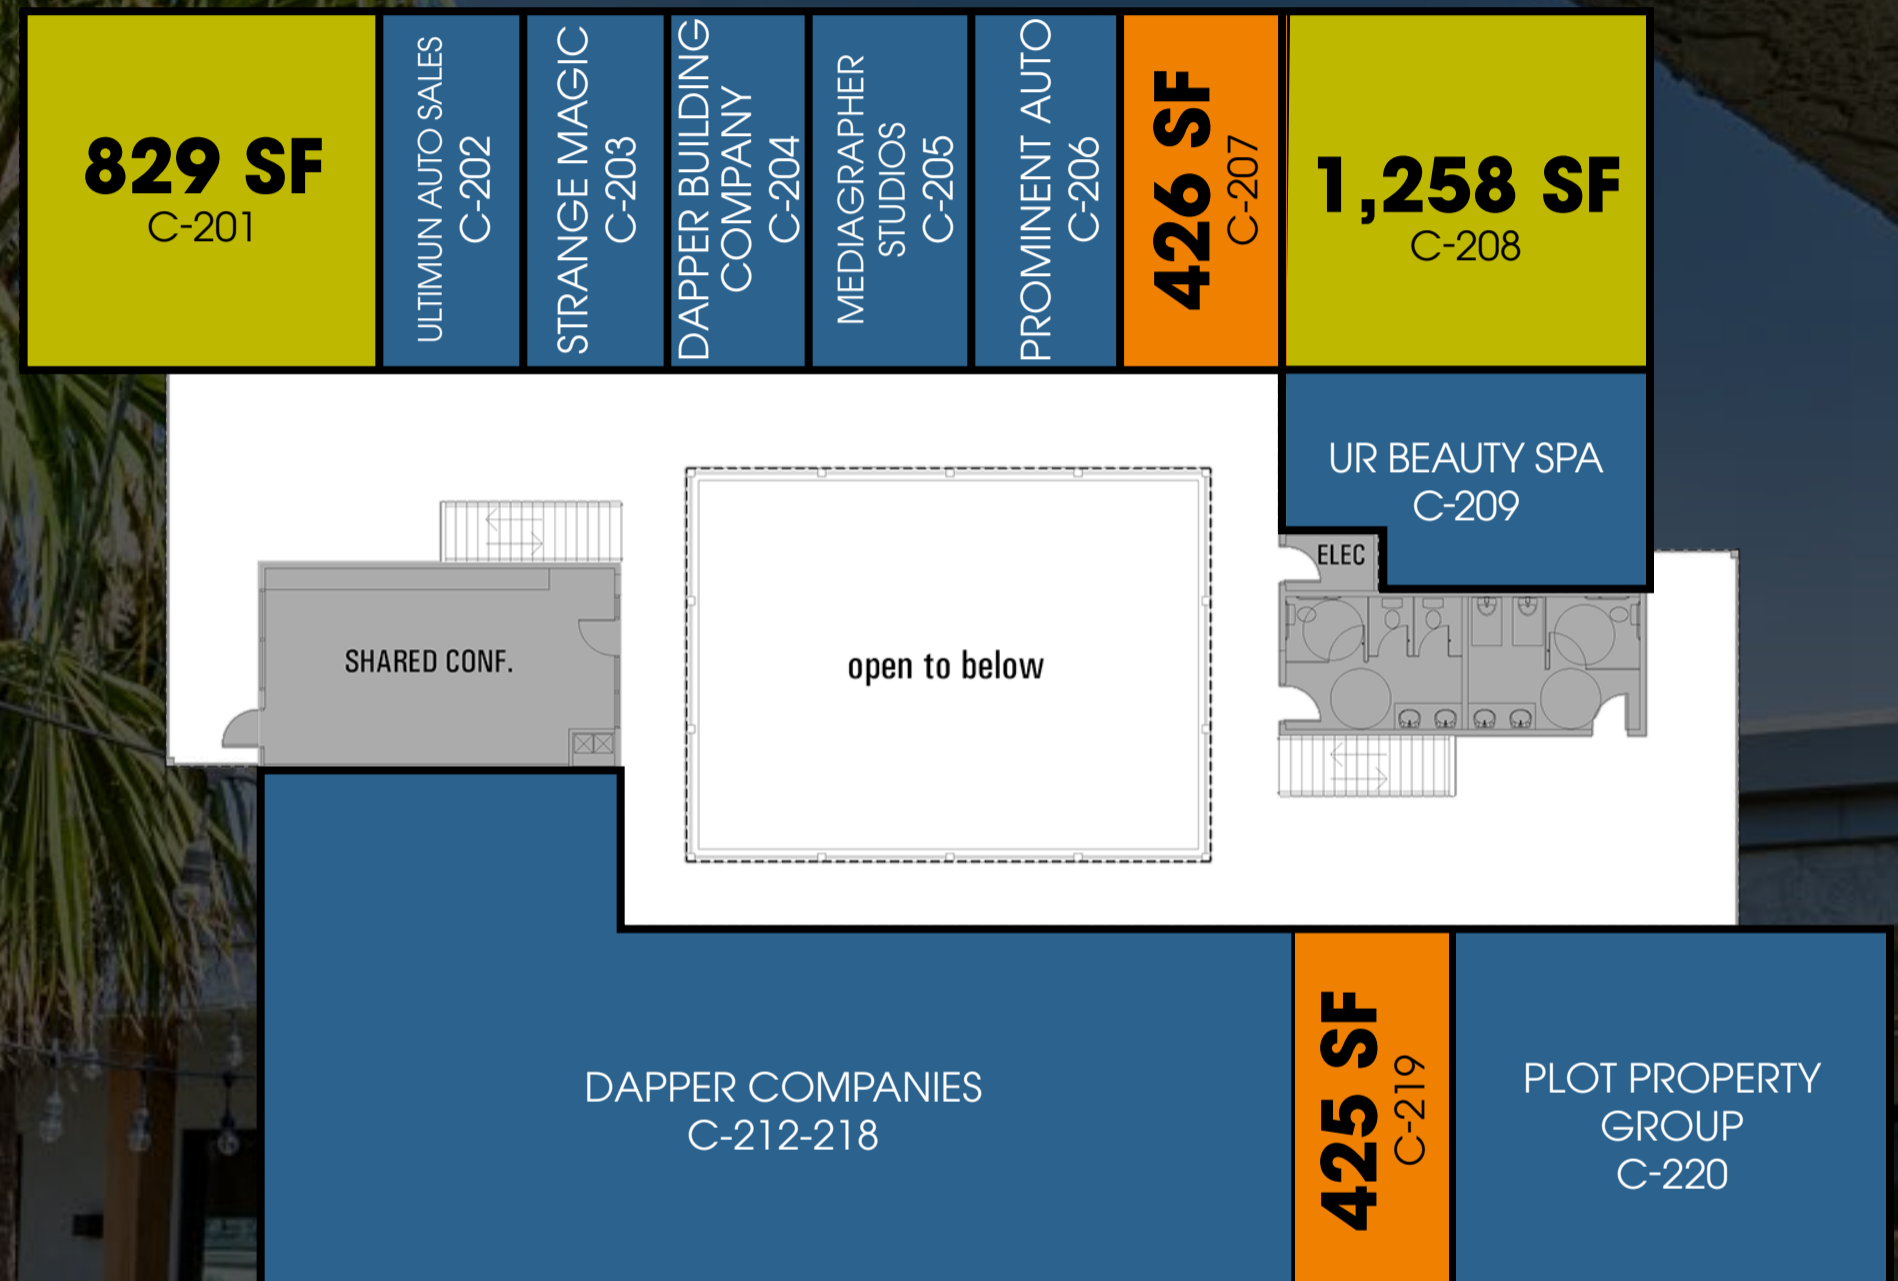 829 SF
C-201
ULTIMUN AUTO SALES
C-202
STRANGE MAGIC
C-203
DAPPER BUILDING
COMPANY
C-204
MEDIAGRAPHER
STUDIOS
C-205
PROMINENT AUTO
C-206
426 SF
C-207
1,258 SF
C-208
UR BEAUTY SPA
C-209
ELEC
SHARED CONF.
open to below
DAPPER COMPANIES
C-212-218
425 SF
C-219
PLOT PROPERTY
GROUP
C-220